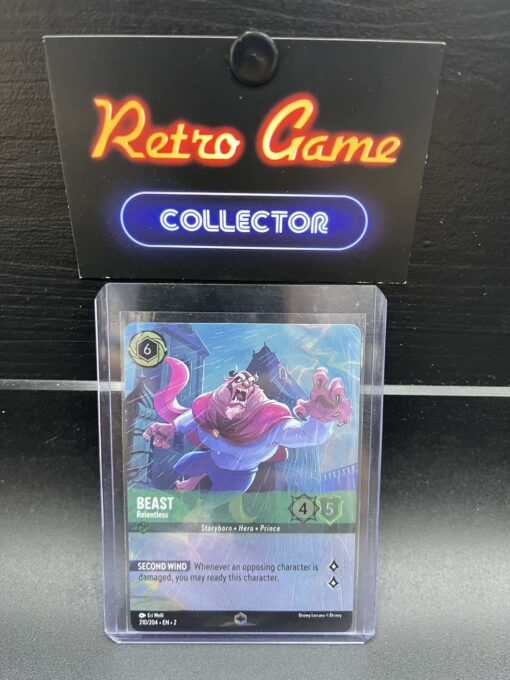 Retro Game
COLLECTOR
6
BEAST
Relentless
4
5
Storyborn • Hero • Prince
SECOND WIND Whenever an opposing character is
damaged, you may ready this character.
Eri Welli
210/204 • EN • 2
Disney Lorcana ©Disney